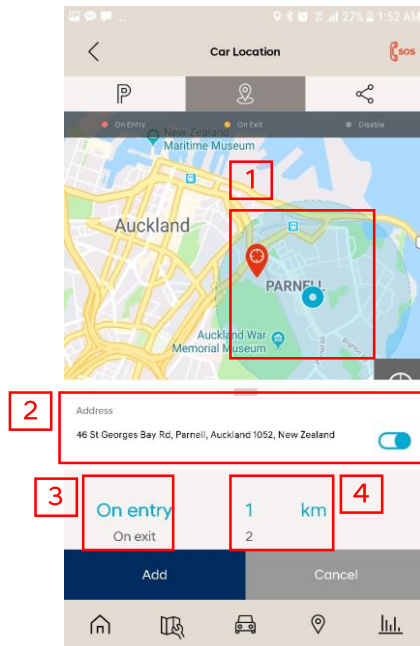 27% 1:52 AM
Car Location
sos
P
On Entry
On Exit
Disable
New Zealand
Maritime Museum
1
Auckland
PARNELL
Auckland War
Memorial Museum
2
Address
46 St Georges Bay Rd, Parnell, Auckland 1052, New Zealand
3
On entry
1
km
4
On exit
2
Add
Cancel